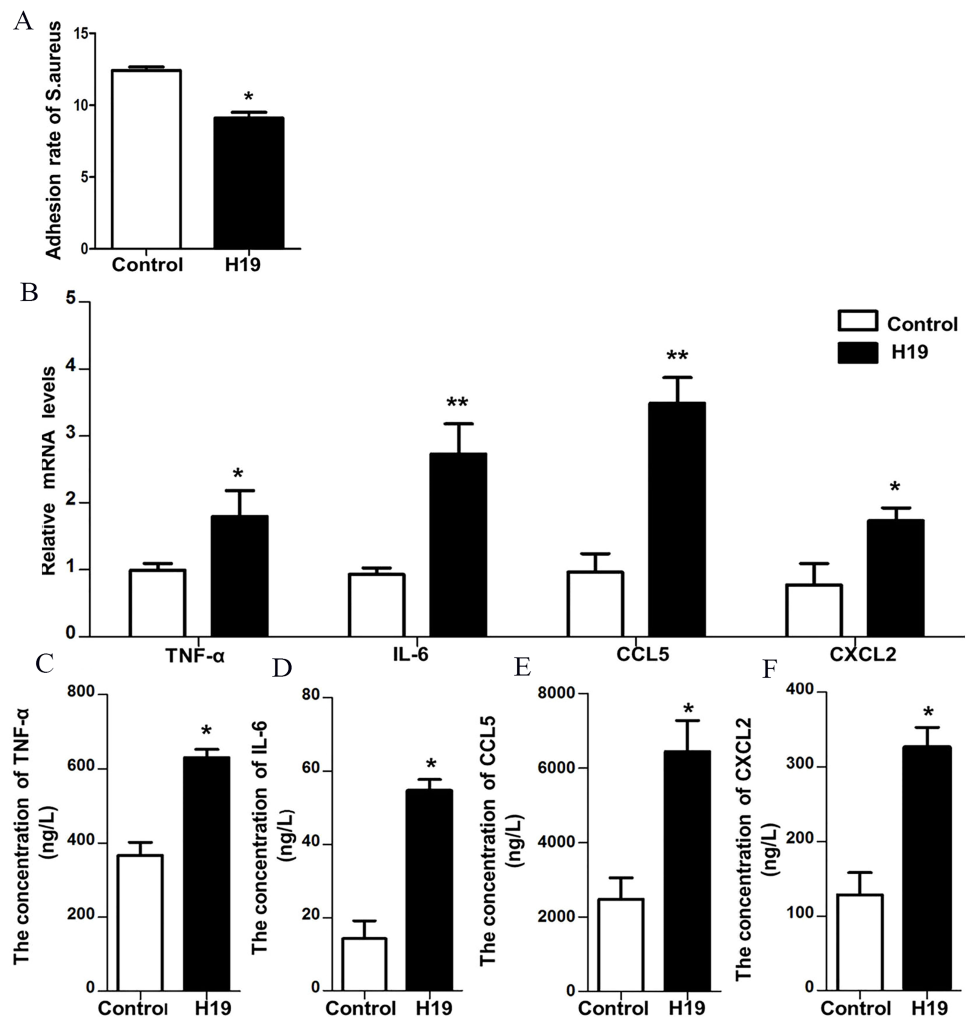 A
Adhesion rate of S.aureus
15
10
5
0
*
Control H19
B
Relative mRNA levels
5
4
3
2
1
0
* ** ** *
Control
H19
TNF-α IL-6 CCL5 CXCL2
C
The concentration of TNF-α
(ng/L)
800
600
400
200
0
*
Control H19
D
The concentration of IL-6
(ng/L)
80
60
40
20
0
*
Control H19
E
The concentration of CCL5
(ng/L)
8000
6000
4000
2000
0
*
Control H19
F
The concentration of CXCL2
(ng/L)
400
300
200
100
0
*
Control H19